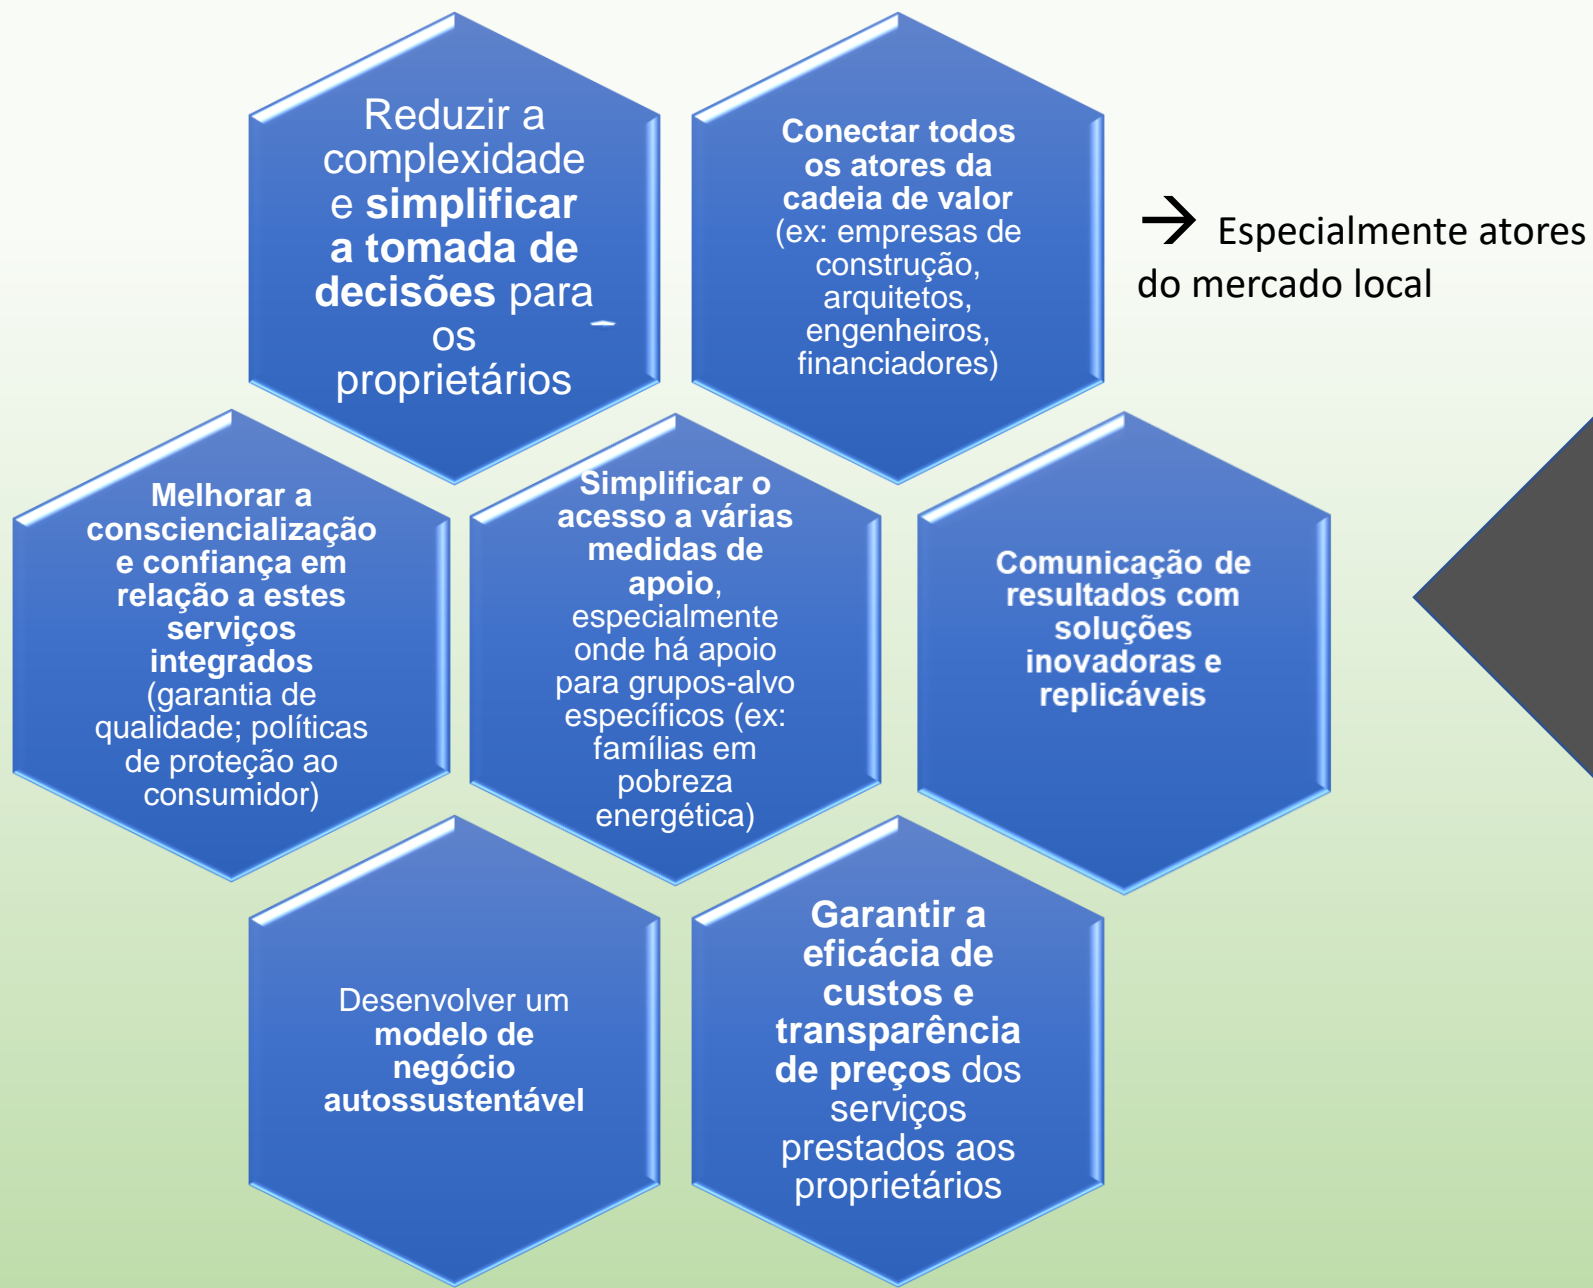 Reduzir a
complexidade
e simplificar
a tomada de
decisões para
os
proprietários
Conectar todos
os atores da
cadeia de valor
(ex: empresas de
construção,
arquitetos,
engenheiros,
financiadores)
→ Especialmente atores
do mercado local
Melhorar a
consciencialização
e confiança em
relação a estes
serviços
integrados
(garantia de
qualidade; políticas
de proteção ao
consumidor)
Simplificar o
acesso a várias
medidas de
apoio,
especialmente
onde há apoio
para grupos-alvo
específicos (ex:
famílias em
pobreza
energética)
Comunicação de
resultados com
soluções
inovadoras e
replicáveis
Desenvolver um
modelo de
negócio
autossustentável
Garantir a
eficácia de
custos e
transparência
de preços dos
serviços
prestados aos
proprietários